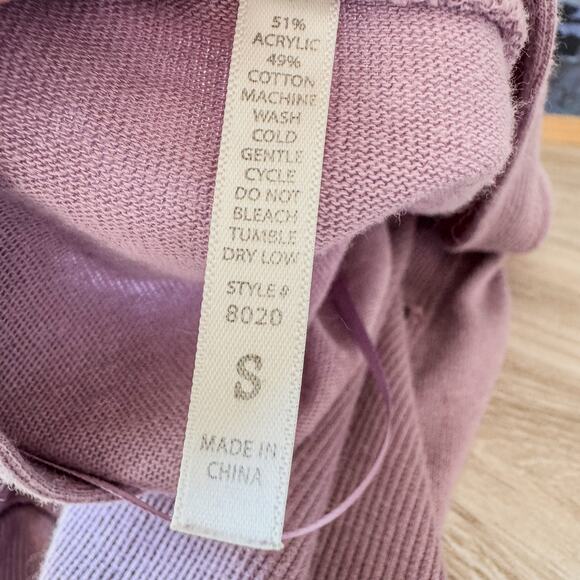 51%
ACRYLIC
49%
COTTON
MACHINE
WASH
COLD
GENTLE
CYCLE
DO NOT
BLEACH
TUMBLE
DRY LOW
STYLE #
8020
S
MADE IN
CHINA